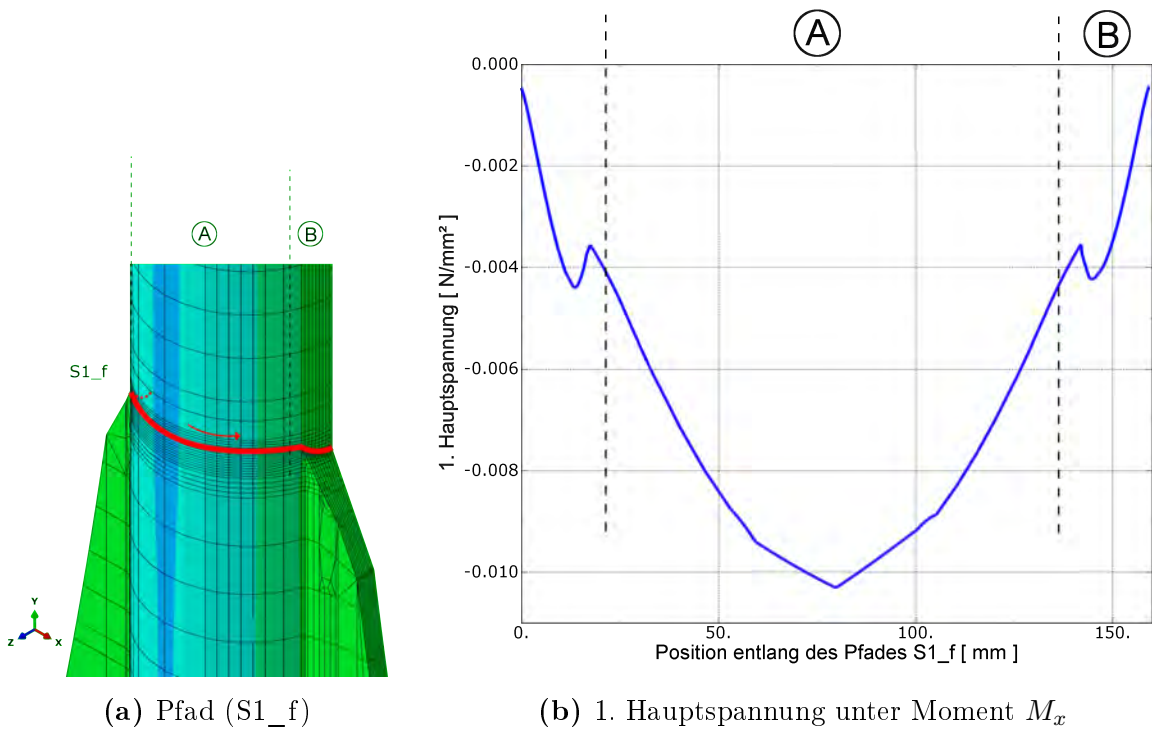 A
B
S1_f
Y
Z
X
A
B
0.000
-0.002
-0.004
-0.006
-0.008
-0.010
1. Hauptspannung [ N/mm² ]
0.
50.
100.
150.
Position entlang des Pfades S1_f [ mm ]
(a) Pfad (S1_f)
(b) 1. Hauptspannung unter Moment Mₓ